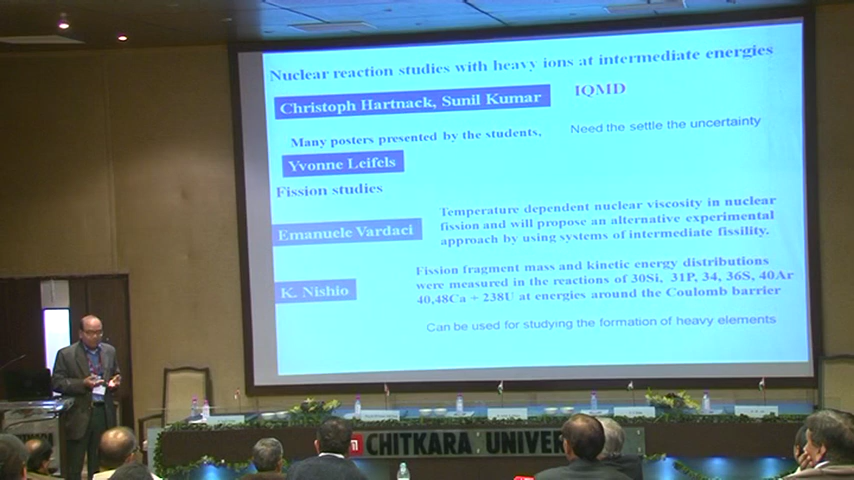 Nuclear reaction studies with heavy ions at intermediate energies
Christoph Hartnack, Sunil Kumar
IQMD
Many posters presented by the students,
Need the settle the uncertainty
Yvonne Leifels
Fission studies
Emanuele Vardaci
Temperature dependent nuclear viscosity in nuclear
fission and will propose an alternative experimental
approach by using systems of intermediate fissility.
K. Nishio
Fission fragment mass and kinetic energy distributions
were measured in the reactions of 30Si, 31P, 34, 36S, 40Ar
40,48Ca + 238U at energies around the Coulomb barrier
Can be used for studying the formation of heavy elements
CHITKARA UNIVER